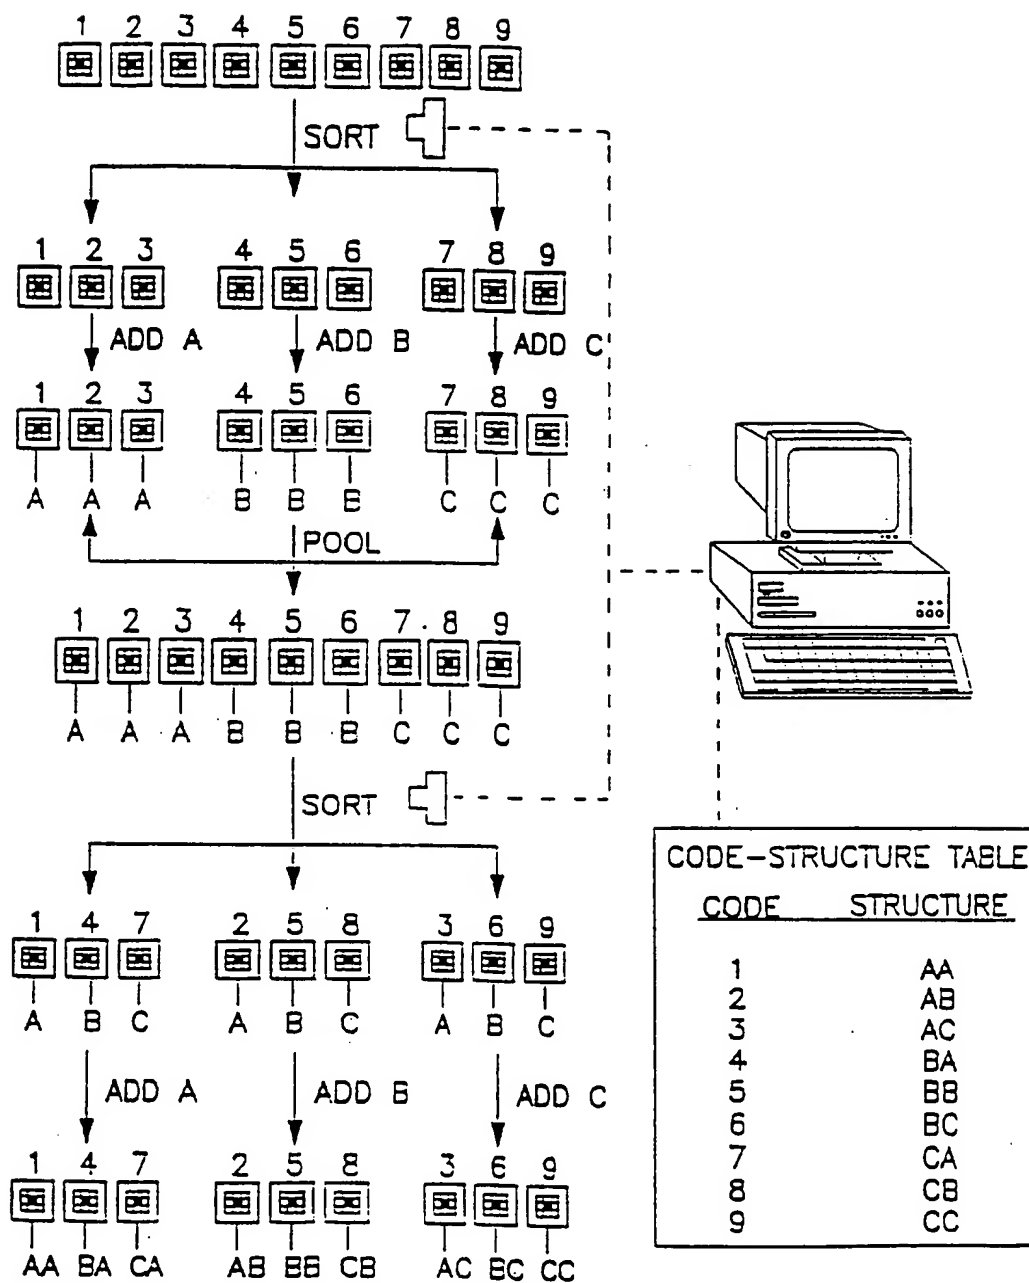 1 2 3 4 5 6 7 8 9
SORT
1 2 3 4 5 6 7 8 9
ADD A ADD B ADD C
1 2 3 4 5 6 7 8 9
A A A B B B C C C
POOL
1 2 3 4 5 6 7 8 9
A A A B B B C C C
SORT
1 4 7 2 5 8 3 6 9
A B C A B C A B C
ADD A ADD B ADD C
1 4 7 2 5 8 3 6 9
AA BA CA AB BB CB AC BC CC
CODE-STRUCTURE TABLE
CODE STRUCTURE
1 AA
2 AB
3 AC
4 BA
5 BB
6 BC
7 CA
8 CB
9 CC